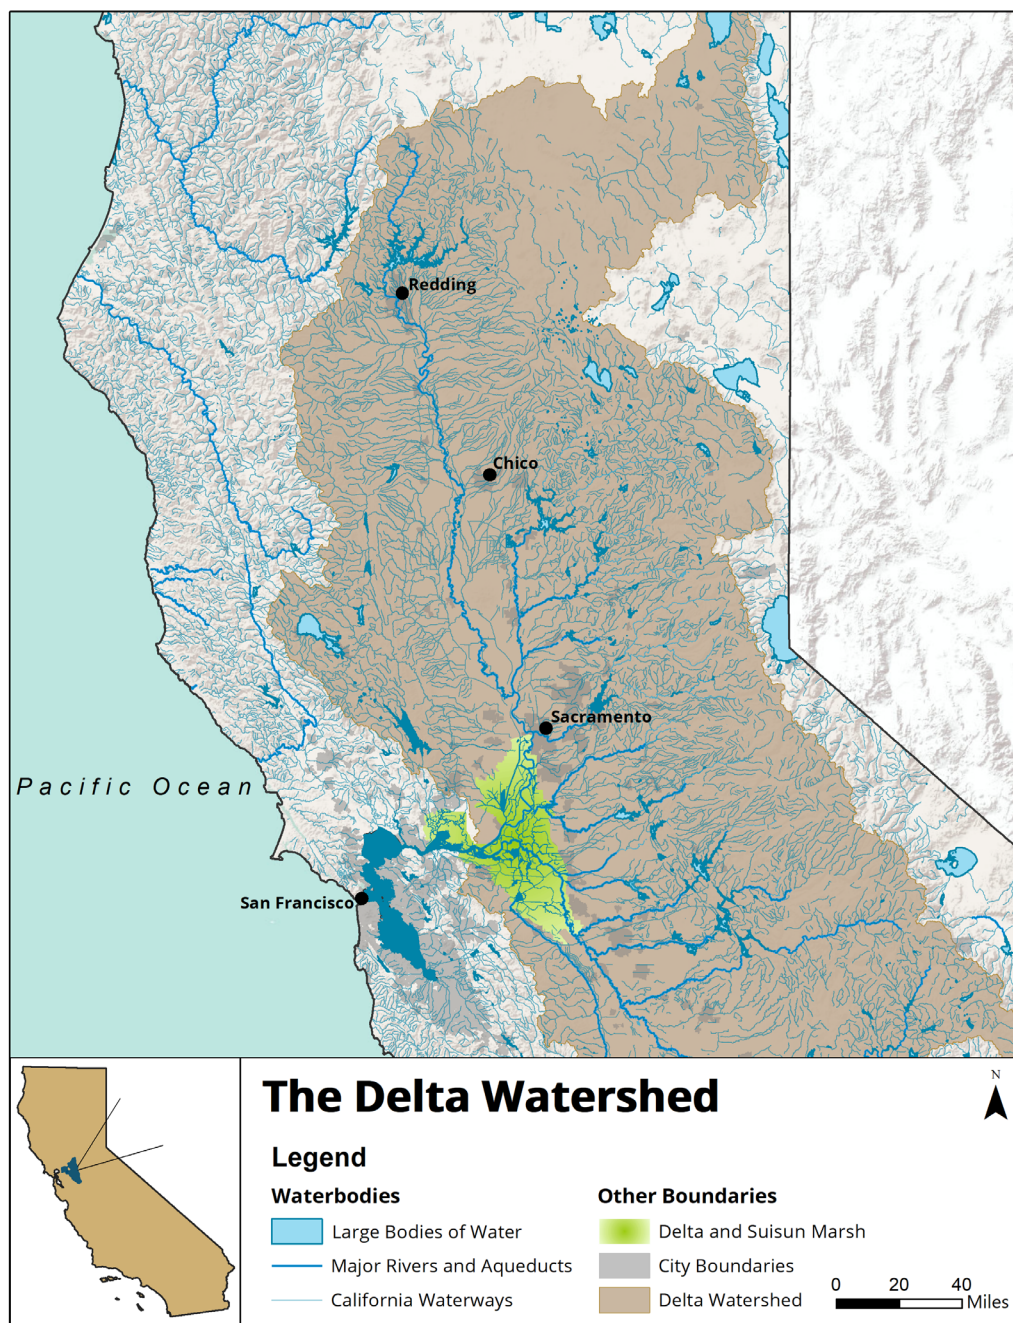 Redding
Chico
Sacramento
Pacific Ocean
San Francisco
The Delta Watershed
N
Legend
Waterbodies
Large Bodies of Water
Major Rivers and Aqueducts
California Waterways
Other Boundaries
Delta and Suisun Marsh
City Boundaries
Delta Watershed
0 20 40
Miles